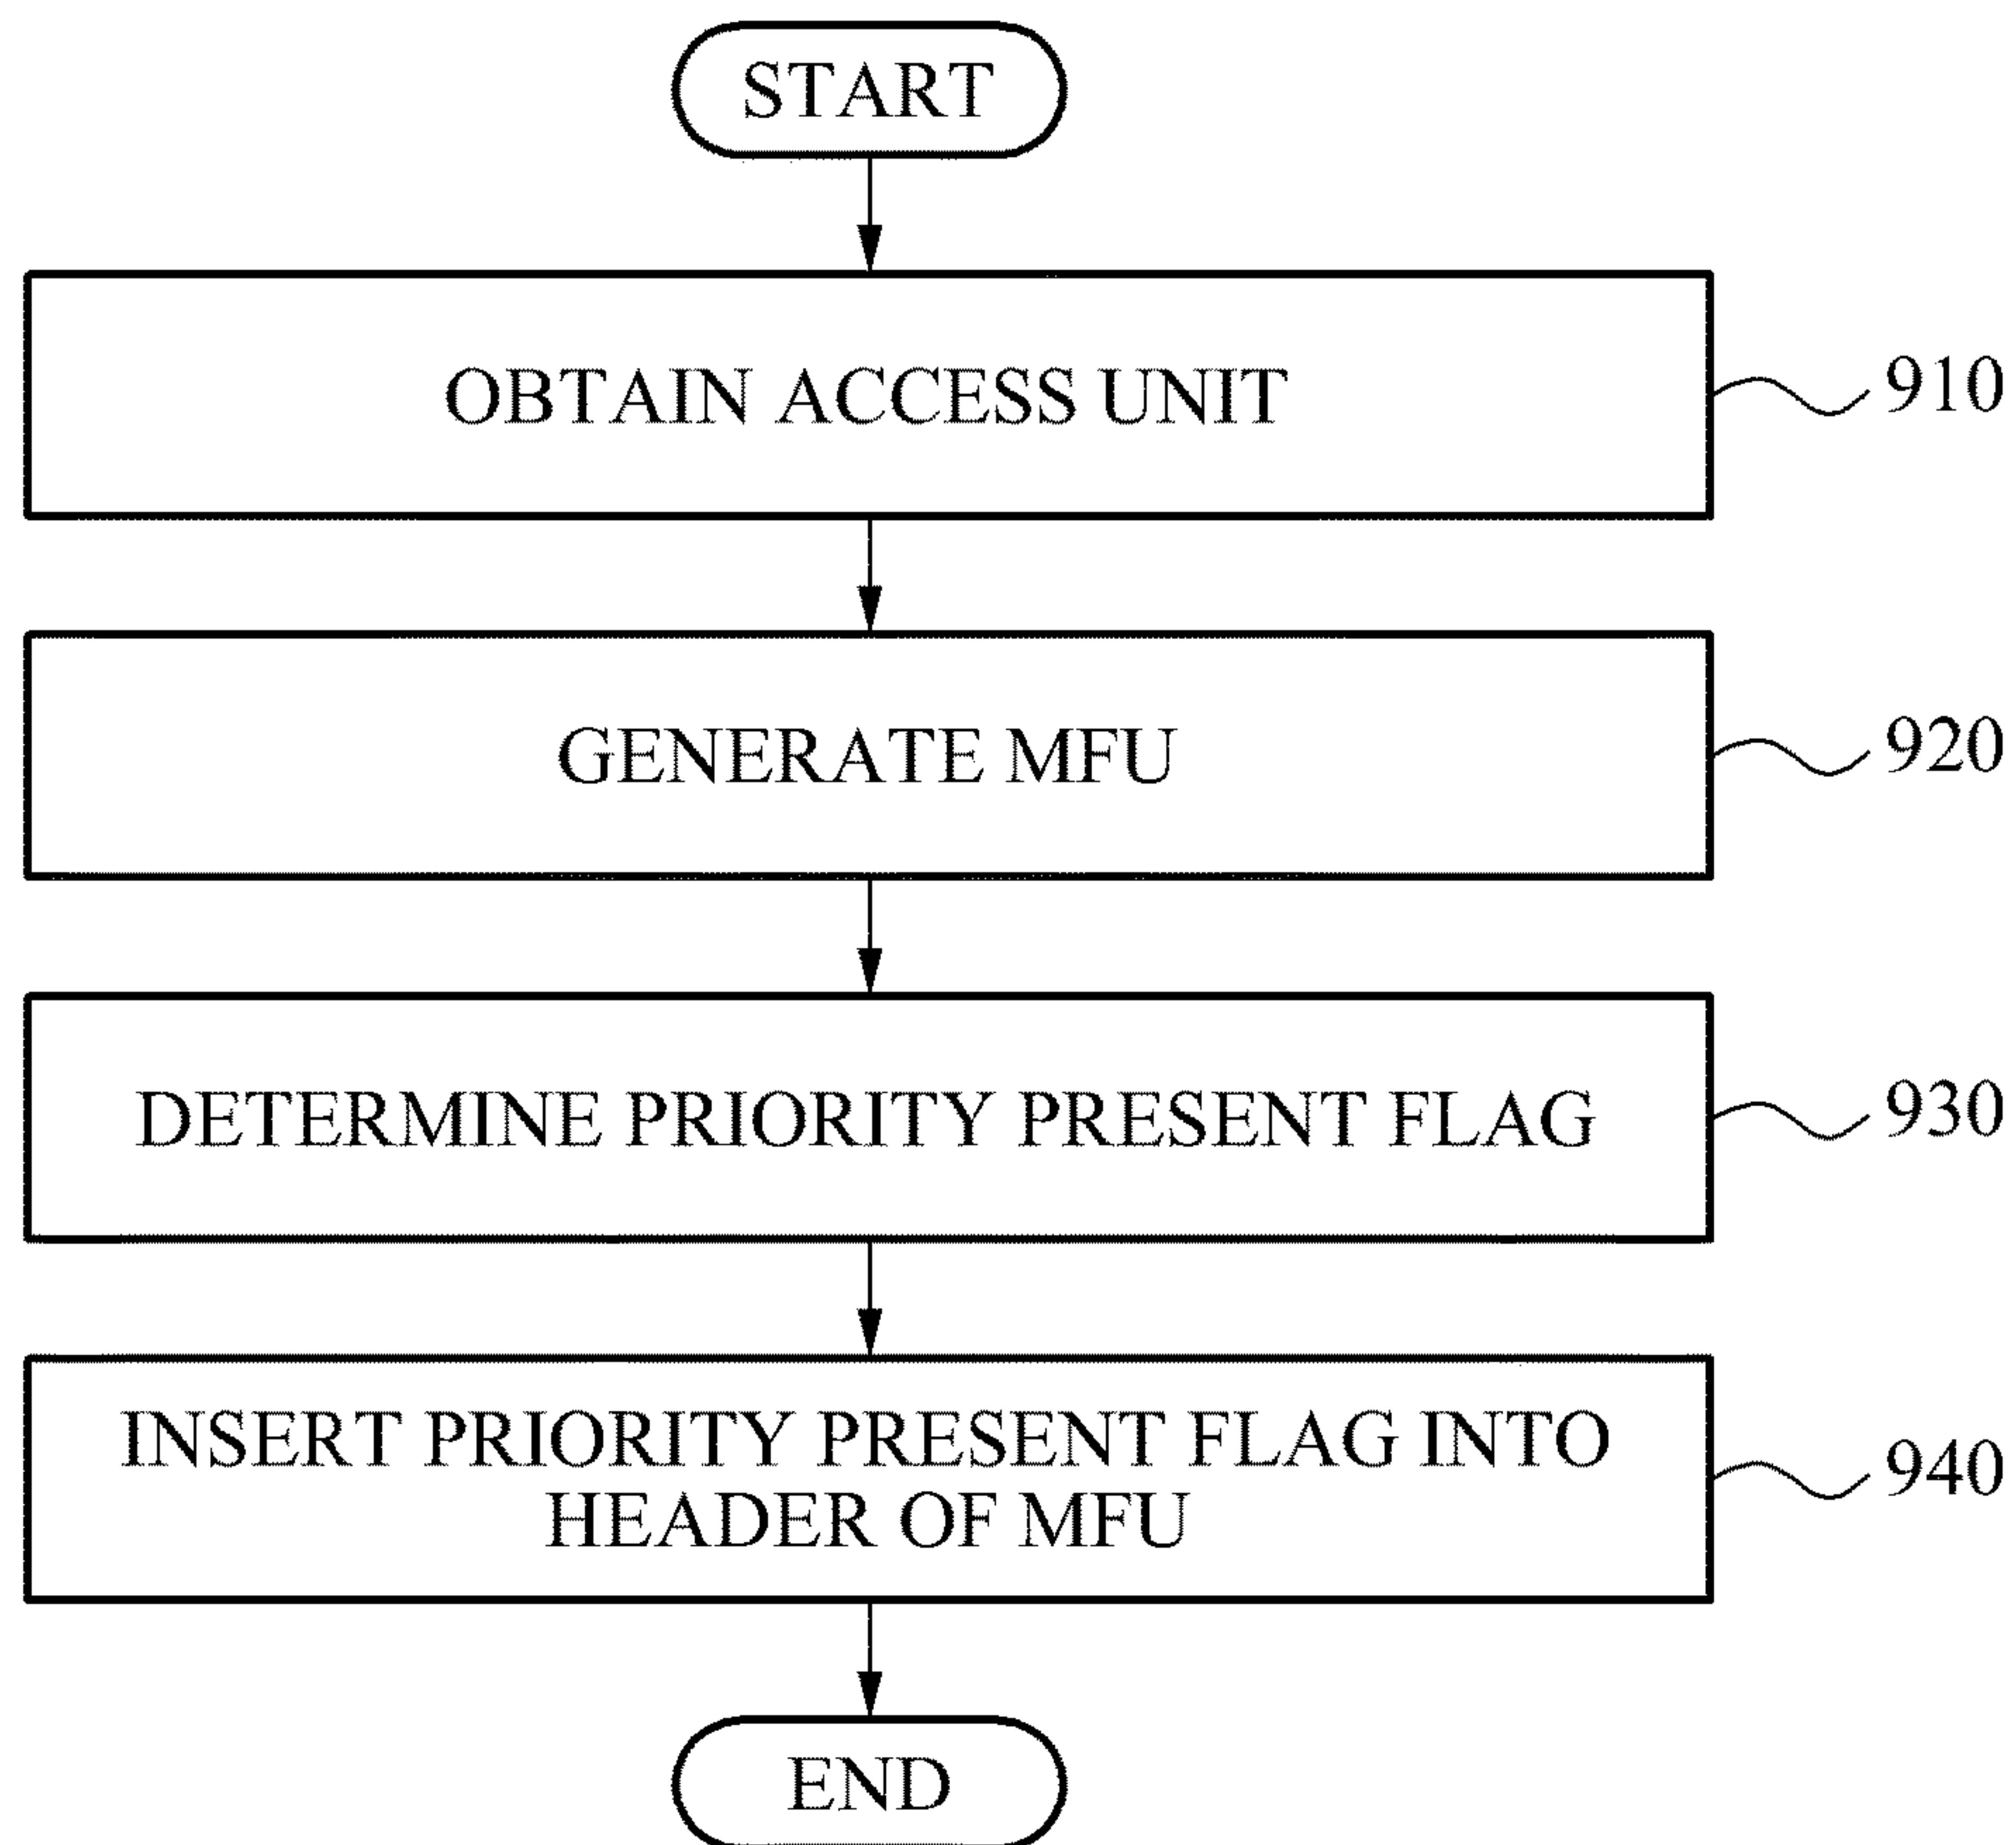 START
OBTAIN ACCESS UNIT
910
GENERATE MFU
920
DETERMINE PRIORITY PRESENT FLAG
930
INSERT PRIORITY PRESENT FLAG INTO
HEADER OF MFU
940
END